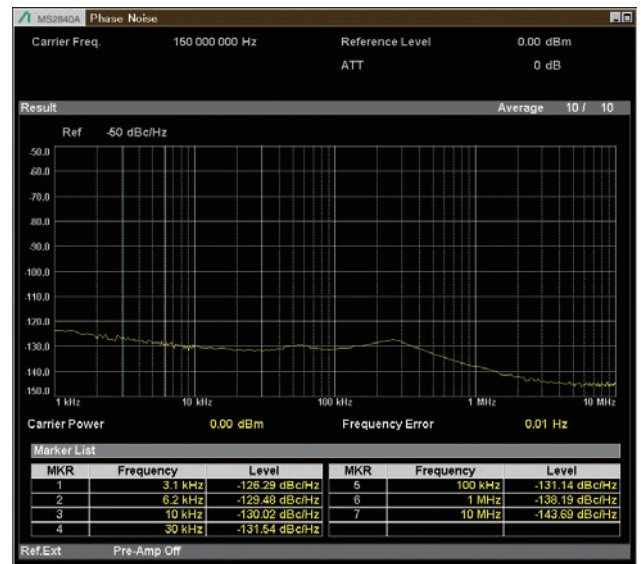 MS2840A Phase Noise
Carrier Freq. 150 000 000 Hz Reference Level 0.00 dBm
ATT 0 dB
Result Average 10 / 10
Ref -50 dBc/Hz
-50.0
-60.0
-70.0
-80.0
-90.0
-100.0
-110.0
-120.0
-130.0
-140.0
-150.0
1 kHz 10 kHz 100 kHz 1 MHz 10 MHz
Carrier Power 0.00 dBm Frequency Error 0.01 Hz
Marker List
MKR Frequency Level MKR Frequency Level
1 3.1 kHz -126.29 dBc/Hz 5 100 kHz -131.14 dBc/Hz
2 6.2 kHz -129.48 dBc/Hz 6 1 MHz -138.19 dBc/Hz
3 10 kHz -130.02 dBc/Hz 7 10 MHz -143.69 dBc/Hz
4 30 kHz -131.54 dBc/Hz
Ref.Ext Pre-Amp Off